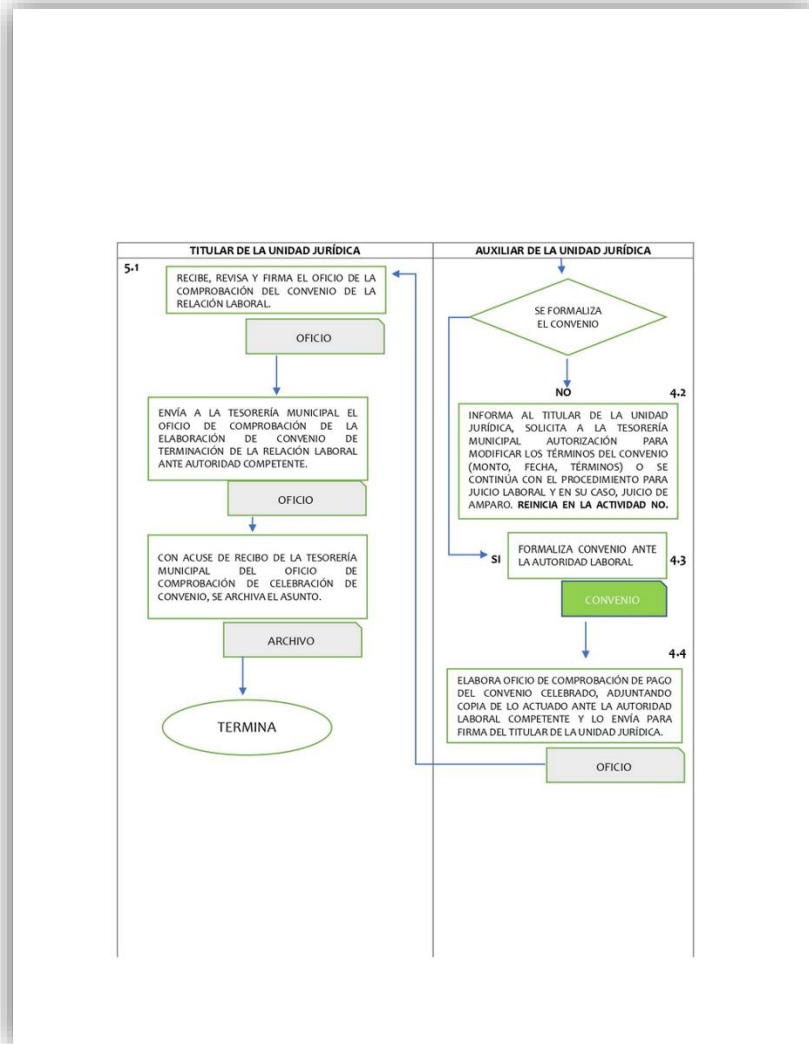 TITULAR DE LA UNIDAD JURÍDICA
5.1
RECIBE, REVISA Y FIRMA EL OFICIO DE LA
COMPROBACIÓN DEL CONVENIO DE LA
RELACIÓN LABORAL.
OFICIO
ENVÍA A LA TESORERÍA MUNICIPAL EL
OFICIO DE COMPROBACIÓN DE LA
ELABORACIÓN DE CONVENIO DE
TERMINACIÓN DE LA RELACIÓN LABORAL
ANTE AUTORIDAD COMPETENTE.
OFICIO
CON ACUSE DE RECIBO DE LA TESORERÍA
MUNICIPAL DEL OFICIO DE
COMPROBACIÓN DE CELEBRACIÓN DE
CONVENIO, SE ARCHIVA EL ASUNTO.
ARCHIVO
TERMINA
AUXILIAR DE LA UNIDAD JURÍDICA
SE FORMALIZA
EL CONVENIO
NO
4.2
INFORMA AL TITULAR DE LA UNIDAD
JURÍDICA, SOLICITA A LA TESORERÍA
MUNICIPAL AUTORIZACIÓN PARA
MODIFICAR LOS TÉRMINOS DEL CONVENIO
(MONTO, FECHA, TÉRMINOS) O SE
CONTINÚA CON EL PROCEDIMIENTO PARA
JUICIO LABORAL Y EN SU CASO, JUICIO DE
AMPARO. REINICIA EN LA ACTIVIDAD NO.
SI
FORMALIZA CONVENIO ANTE
LA AUTORIDAD LABORAL
4.3
CONVENIO
4.4
ELABORA OFICIO DE COMPROBACIÓN DE PAGO
DEL CONVENIO CELEBRADO, ADJUNTANDO
COPIA DE LO ACTUADO ANTE LA AUTORIDAD
LABORAL COMPETENTE Y LO ENVÍA PARA
FIRMA DEL TITULAR DE LA UNIDAD JURÍDICA.
OFICIO